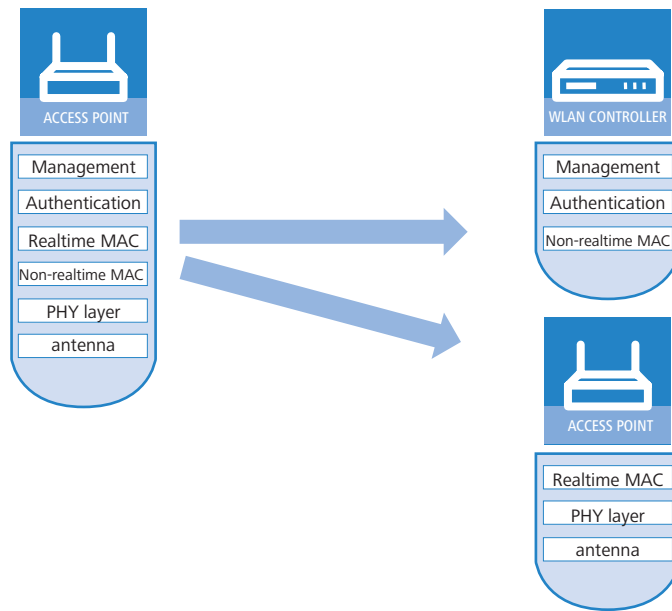 ACCESS POINT
Management
Authentication
Realtime MAC
Non-realtime MAC
PHY layer
antenna
WLAN CONTROLLER
Management
Authentication
Non-realtime MAC
ACCESS POINT
Realtime MAC
PHY layer
antenna